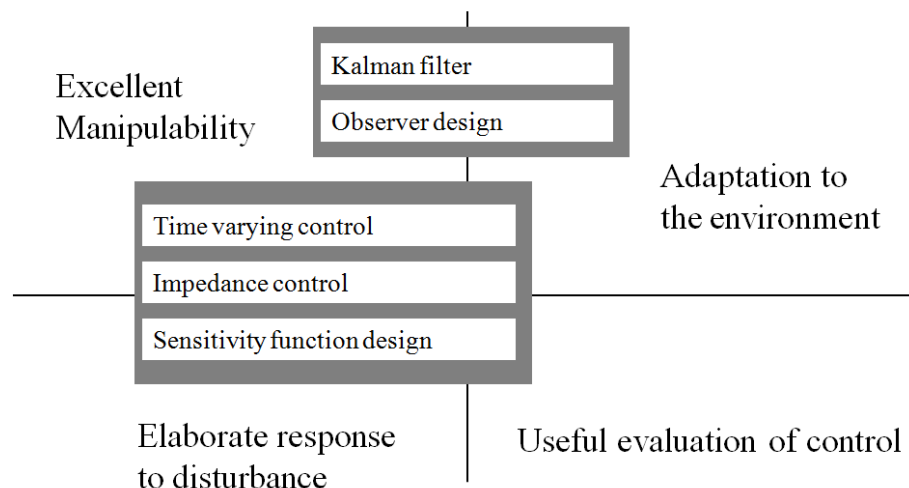 Kalman filter
Observer design
Excellent
Manipulability
Adaptation to
the environment
Time varying control
Impedance control
Sensitivity function design
Elaborate response
to disturbance
Useful evaluation of control